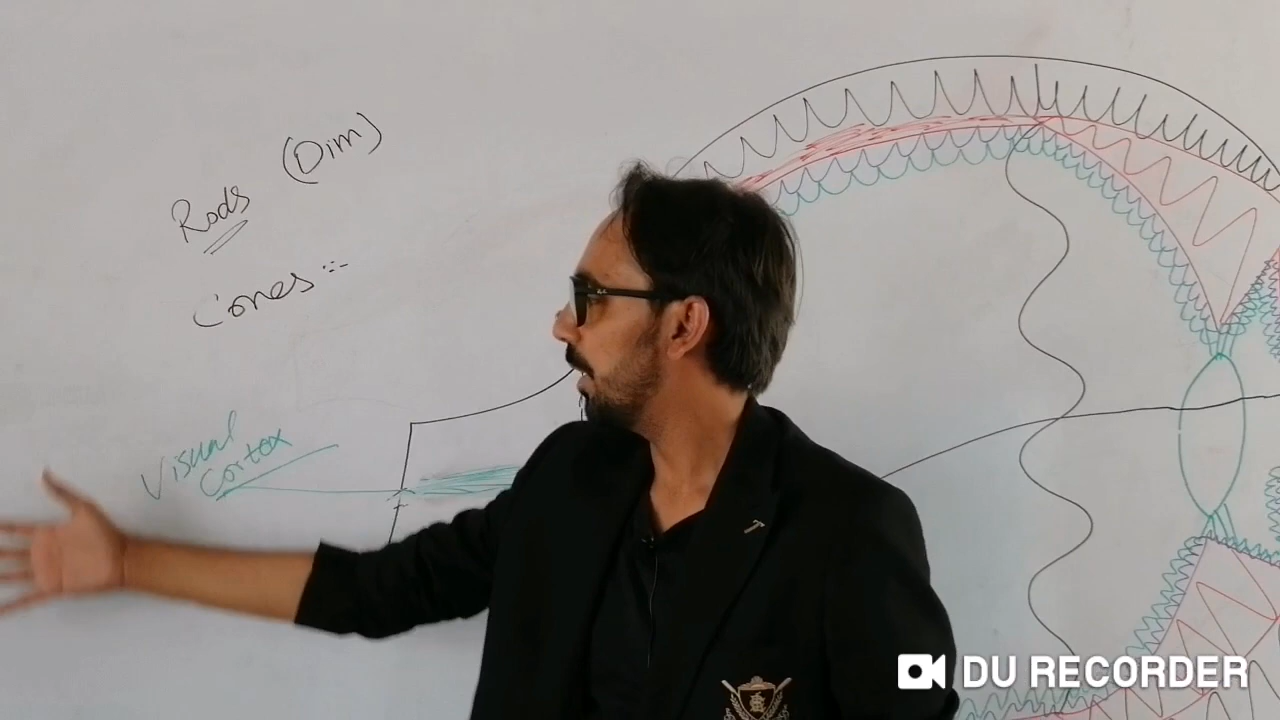 Rods (Dim)
Cones :-
Visual
Cortex
DU RECORDER